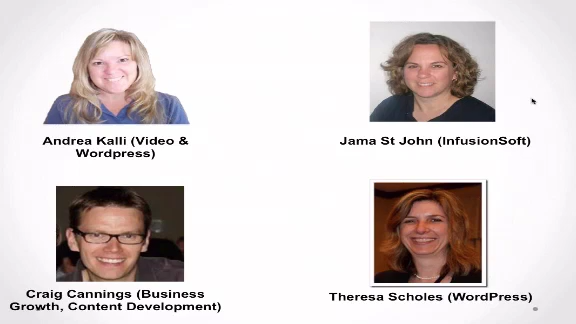 Andrea Kalli (Video &
Wordpress)
Jama St John (InfusionSoft)
Craig Cannings (Business
Growth, Content Development)
Theresa Scholes (WordPress)